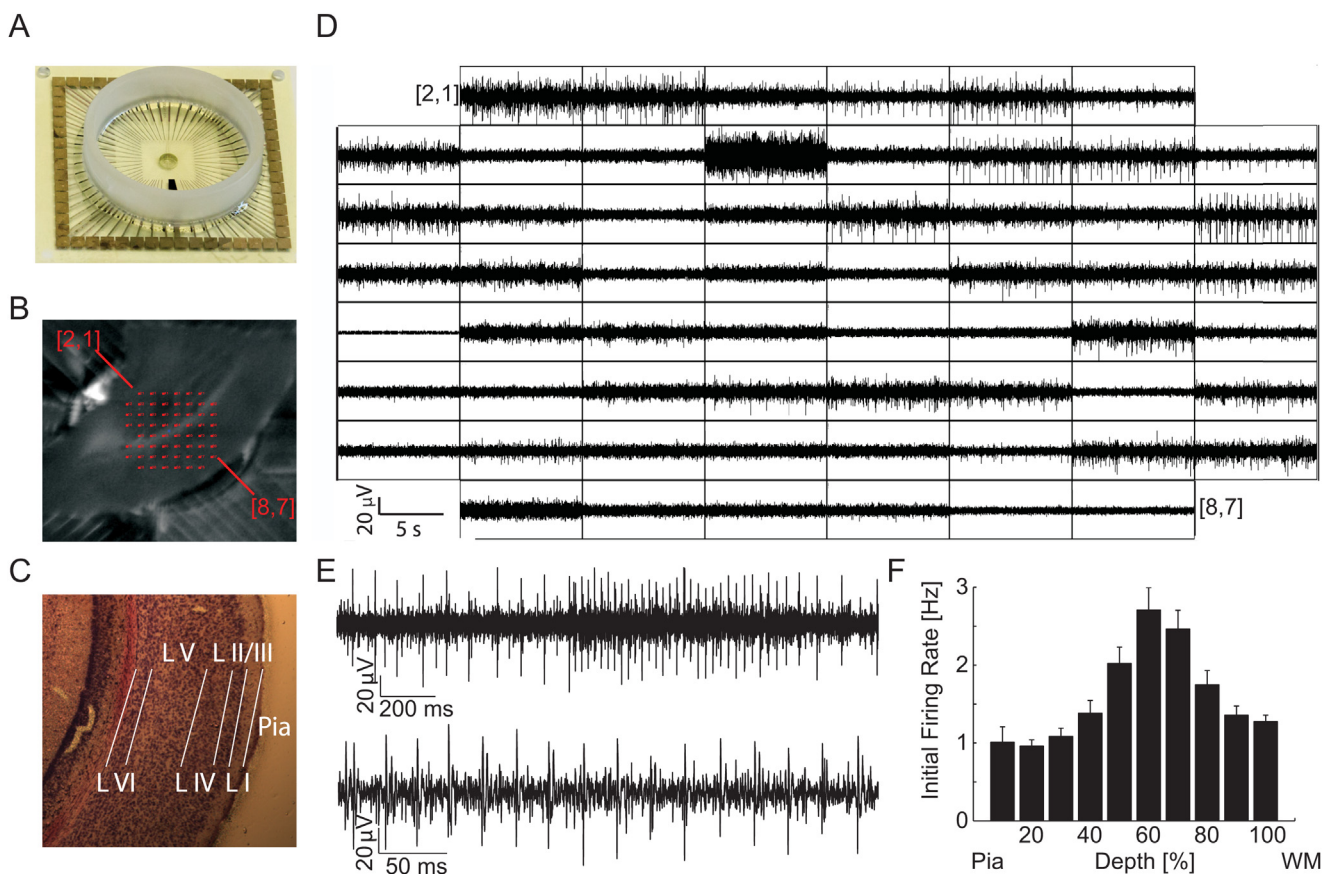 A
B
[2,1]
[8,7]
C
L V
L II/III
Pia
L VI
L IV
L I
D
[2,1]
[8,7]
20 µV
5 s
E
20 µV
200 ms
20 µV
50 ms
F
Initial Firing Rate [Hz]
3
2
1
0
20
40
60
80
100
Pia
Depth [%]
WM